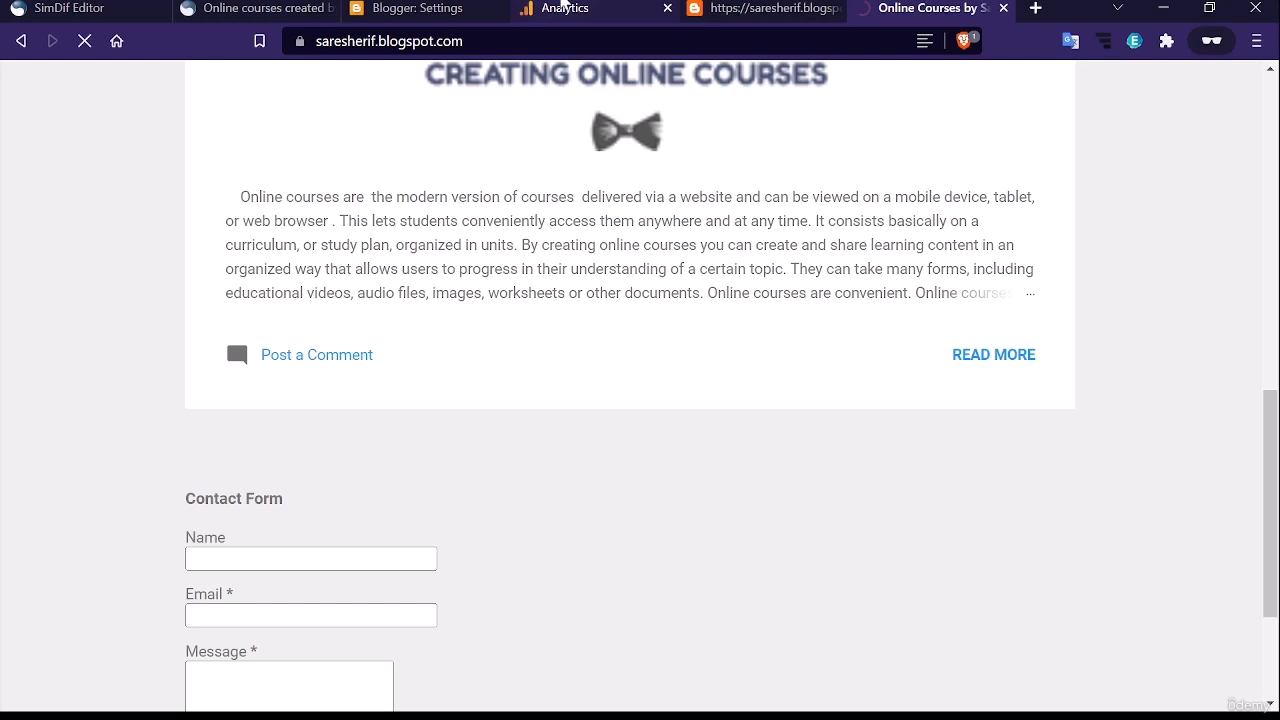 SimDif Editor
Online courses created b
Blogger: Settings
Analytics
https://saresherif.blogsp
Online Courses by Sa
saresherif.blogspot.com
1
CREATING ONLINE COURSES
Online courses are the modern version of courses delivered via a website and can be viewed on a mobile device, tablet,
or web browser . This lets students conveniently access them anywhere and at any time. It consists basically on a
curriculum, or study plan, organized in units. By creating online courses you can create and share learning content in an
organized way that allows users to progress in their understanding of a certain topic. They can take many forms, including
educational videos, audio files, images, worksheets or other documents. Online courses are convenient. Online courses ...
Post a Comment
READ MORE
Contact Form
Name
Email *
Message *
Udemy